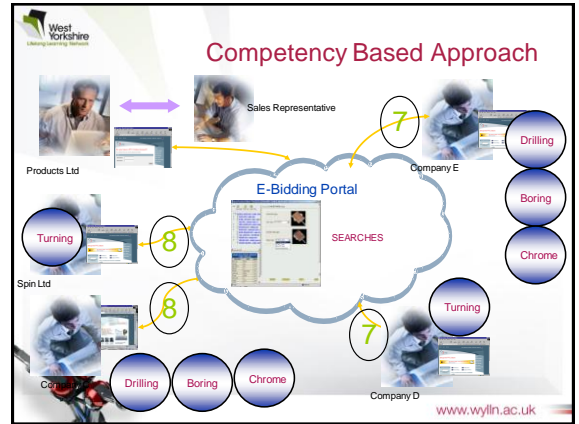 West
Yorkshire
Lifelong Learning Network
Competency Based Approach
Sales Representative
Products Ltd
7
Company E
Drilling
Boring
Chrome
E-Bidding Portal
SEARCHES
Turning
8
Spin Ltd
8
7
Turning
Drilling
Boring
Chrome
Company D
www.wylln.ac.uk